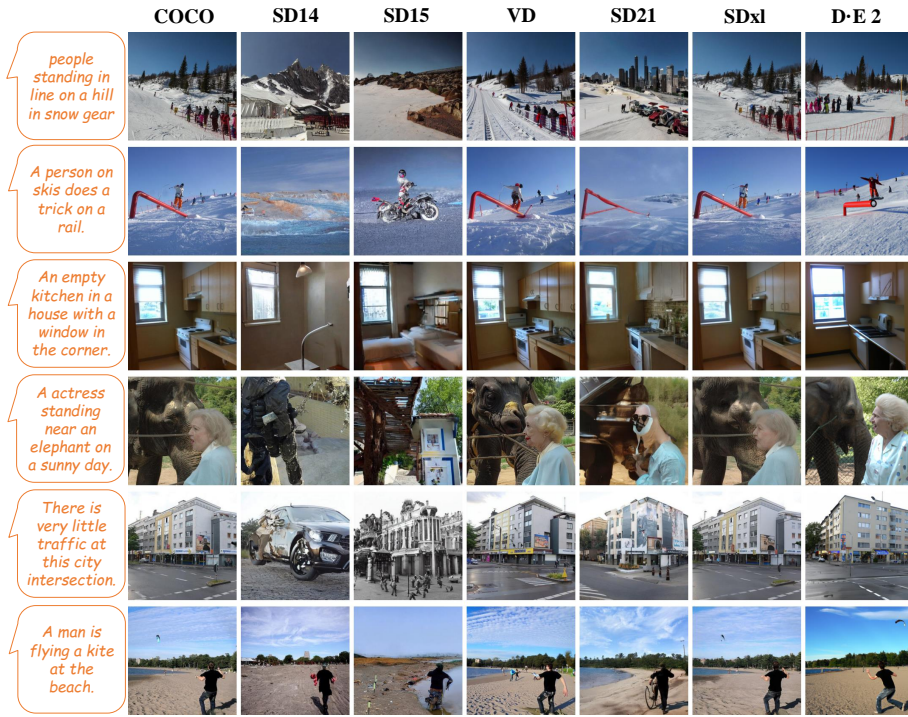 COCO SD14 SD15 VD SD21 SDxl D·E 2
people
standing in
line on a hill
in snow gear
A person on
skis does a
trick on a
rail.
An empty
kitchen in a
house with a
window in
the corner.
A actress
standing
near an
elephant on
a sunny day.
There is
very little
traffic at
this city
intersection.
A man is
flying a kite
at the
beach.